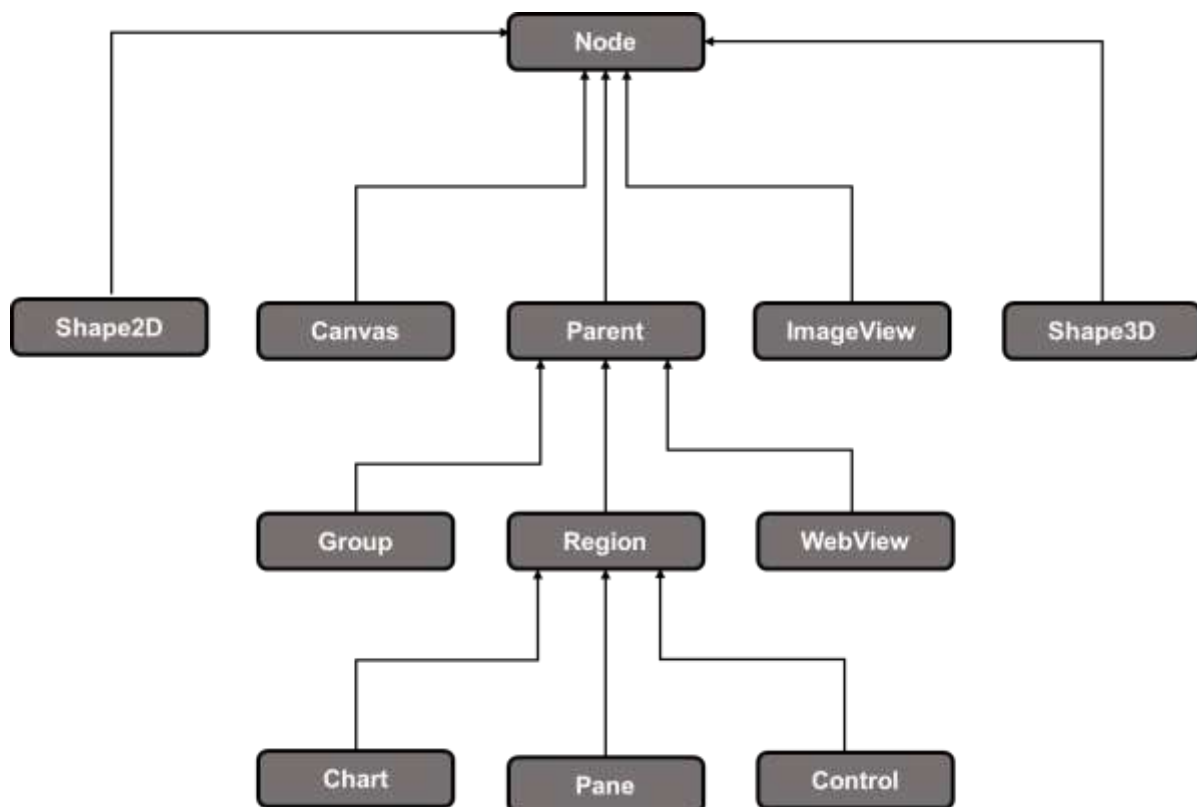 Node
Shape2D
Canvas
Parent
ImageView
Shape3D
Group
Region
WebView
Chart
Pane
Control